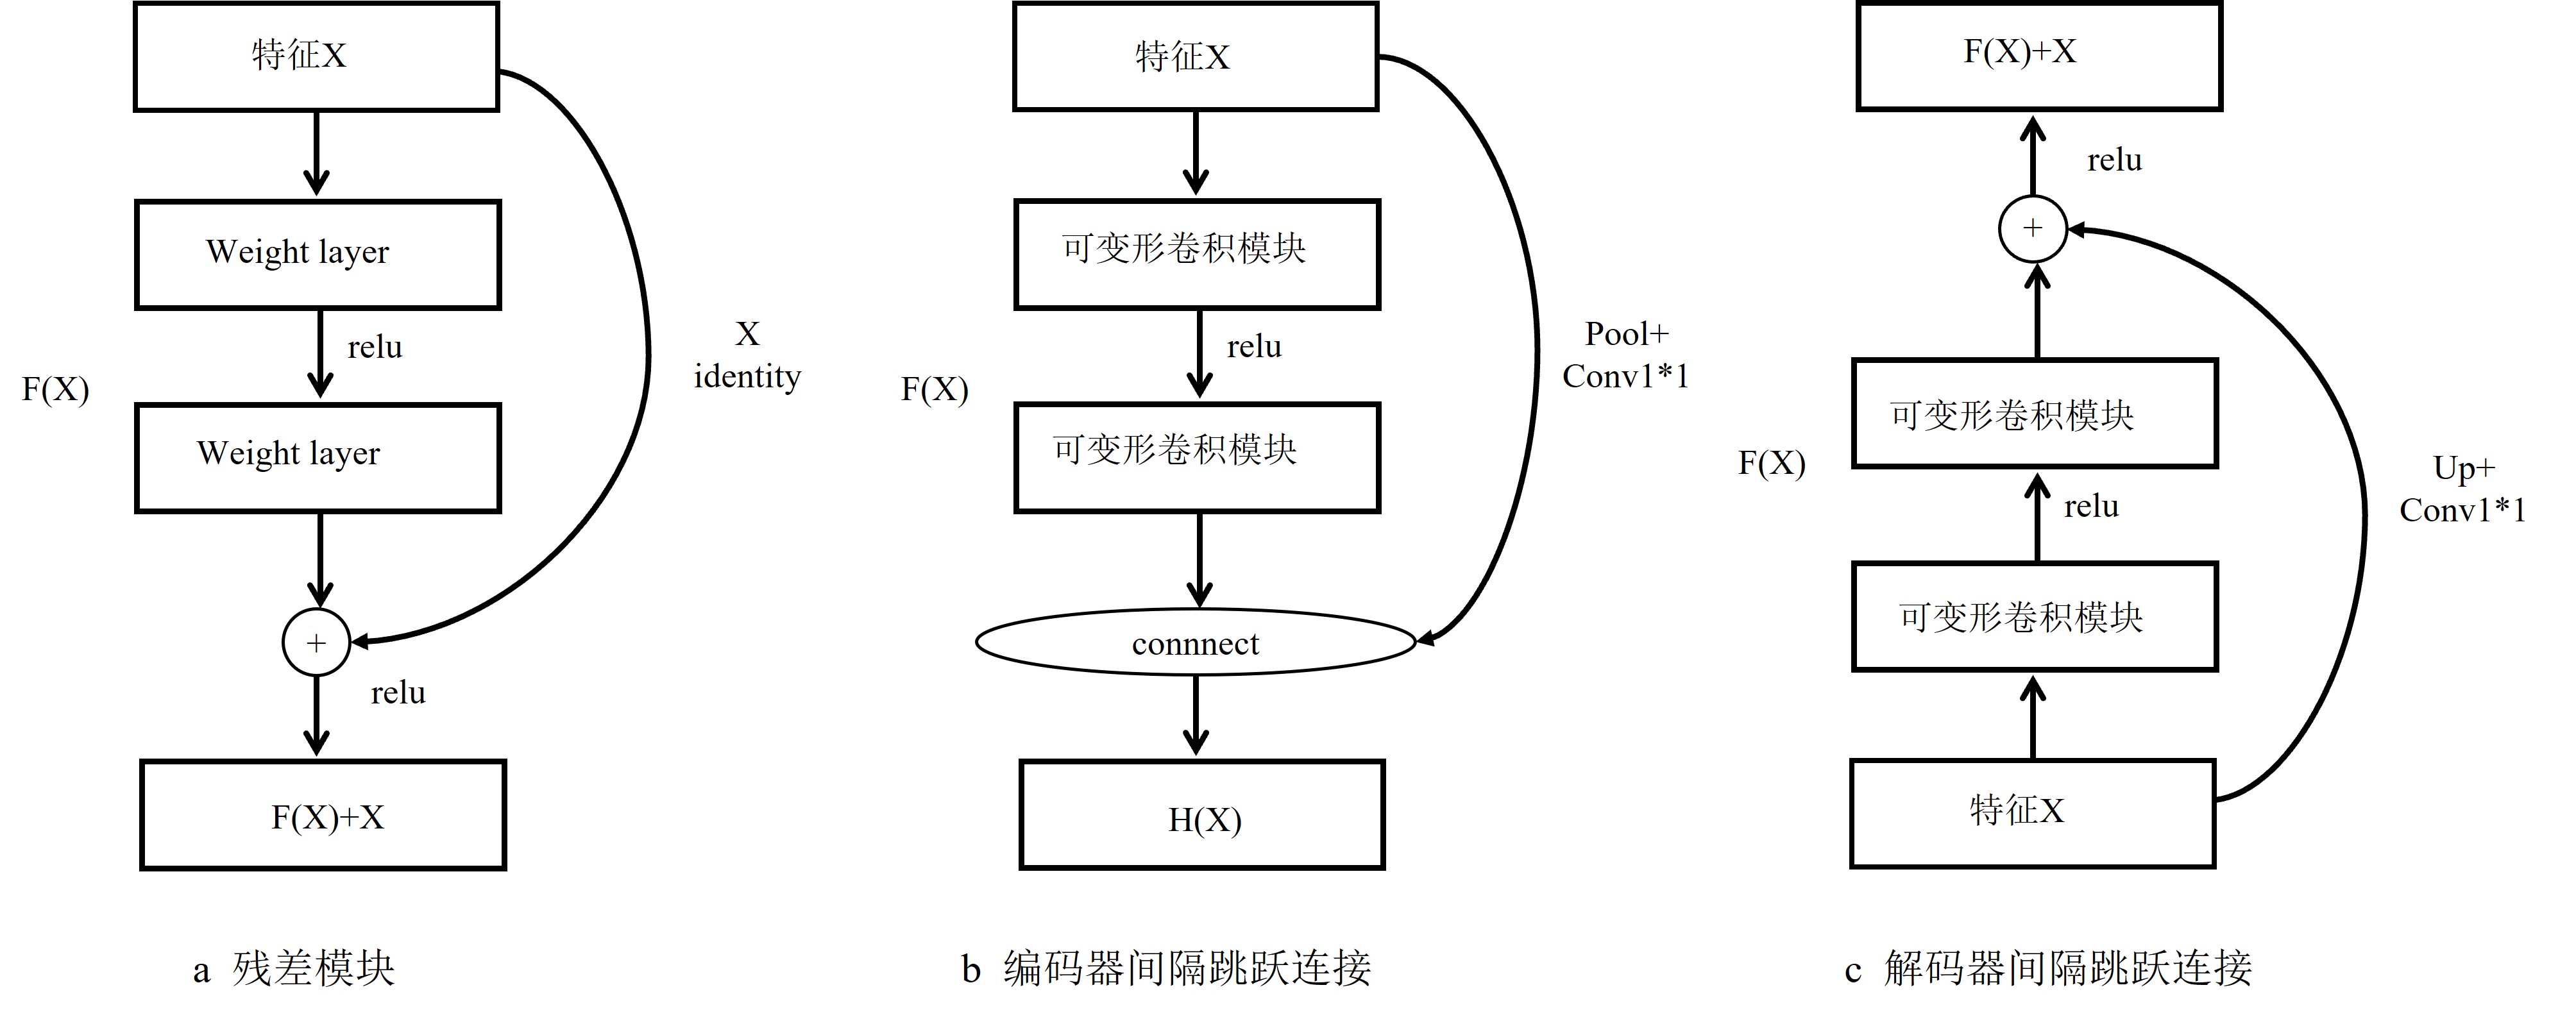 特征X
Weight layer
relu
F(X)
X
identity
Weight layer
+
relu
F(X)+X
a 残差模块
特征X
可变形卷积模块
relu
F(X)
Pool+
Conv1*1
可变形卷积模块
connnect
H(X)
b 编码器间隔跳跃连接
F(X)+X
relu
+
可变形卷积模块
F(X)
relu
Up+
Conv1*1
可变形卷积模块
特征X
c 解码器间隔跳跃连接